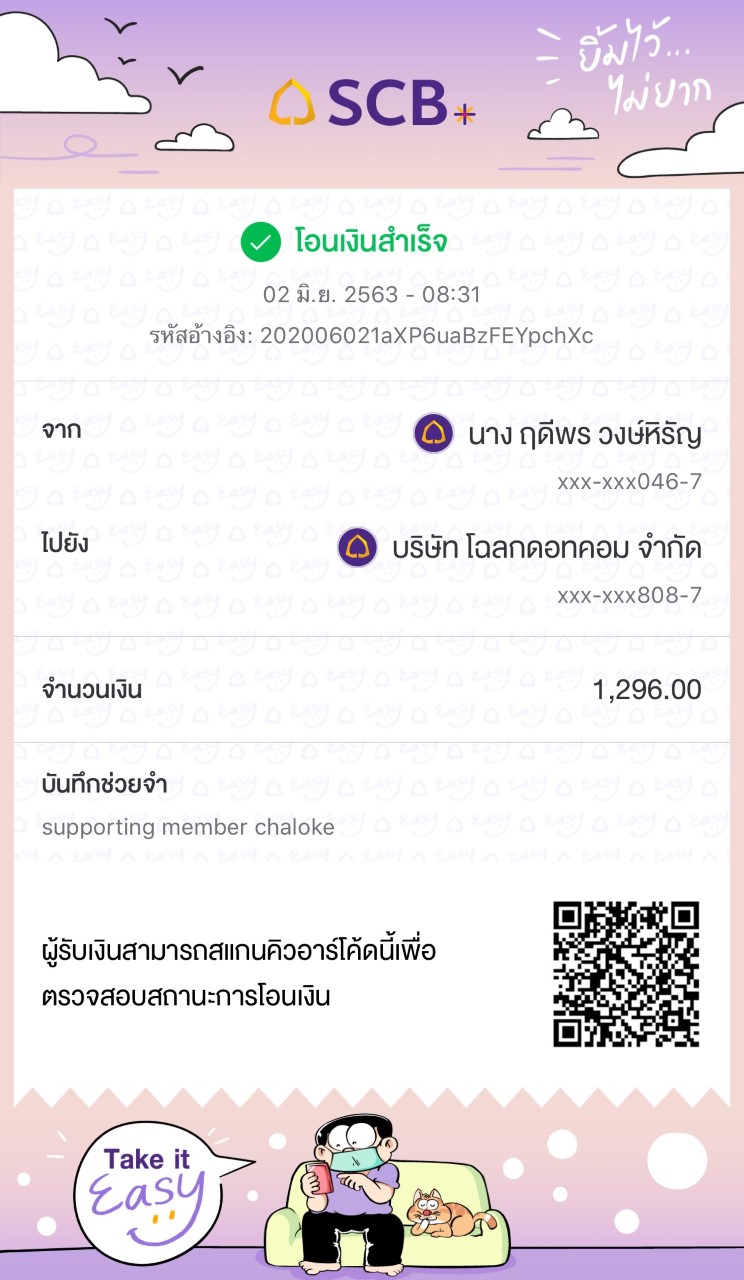 ยิ้มไว้...
ไม่ยาก
SCB
โอนเงินสำเร็จ
02 มิ.ย. 2563 - 08:31
รหัสอ้างอิง: 202006021aXP6uaBzFEYpchXc
จาก
นาง ฤดีพร วงษ์หิรัญ
xxx-xxx046-7
ไปยัง
บริษัท โฉลกดอทคอม จำกัด
xxx-xxx808-7
จำนวนเงิน
1,296.00
บันทึกช่วยจำ
supporting member chaloke
ผู้รับเงินสามารถสแกนคิวอาร์โค้ดนี้เพื่อ
ตรวจสอบสถานะการโอนเงิน
Take it
Easy